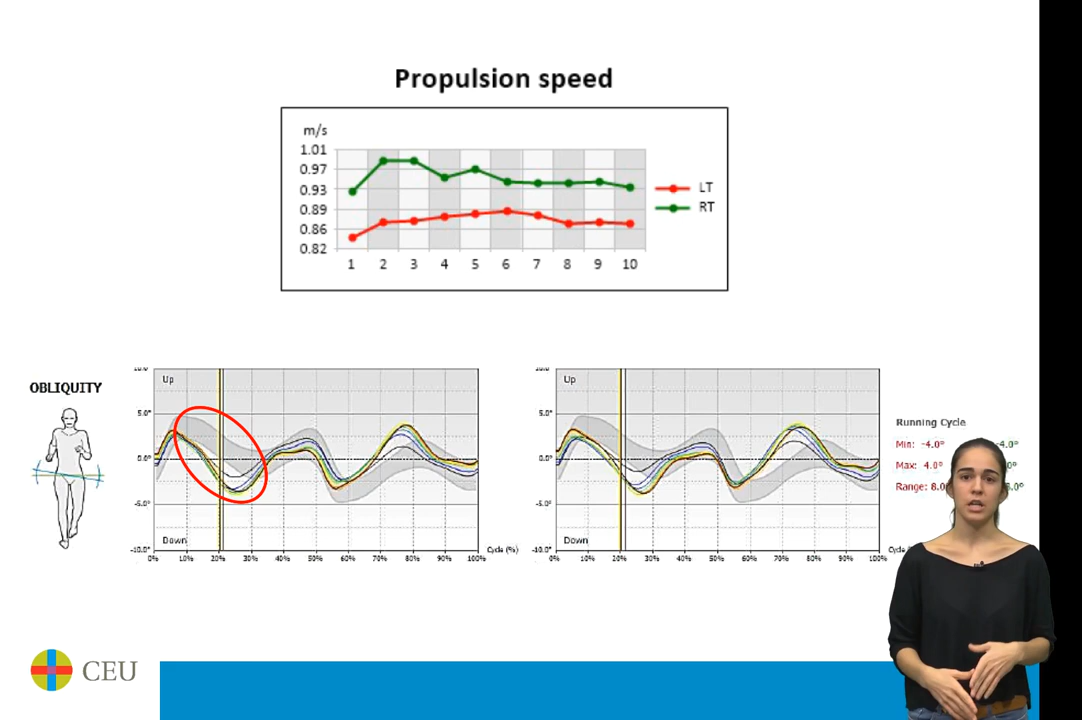 Propulsion speed
m/s
1.01
0.97
0.93
0.89
0.86
0.82
1 2 3 4 5 6 7 8 9 10
LT
RT
OBLIQUITY
Up
5.0°
0.0°
-5.0°
-10.0°
Down
0% 10% 20% 30% 40% 50% 60% 70% 80% 90% 100%
Cycle (%)
Up
5.0°
0.0°
-5.0°
-10.0°
Down
0% 10% 20% 30% 40% 50% 60% 70% 80% 90% 100%
Running Cycle
Min: -4.0° -4.0°
Max: 4.0°
Range: 8.0
CEU